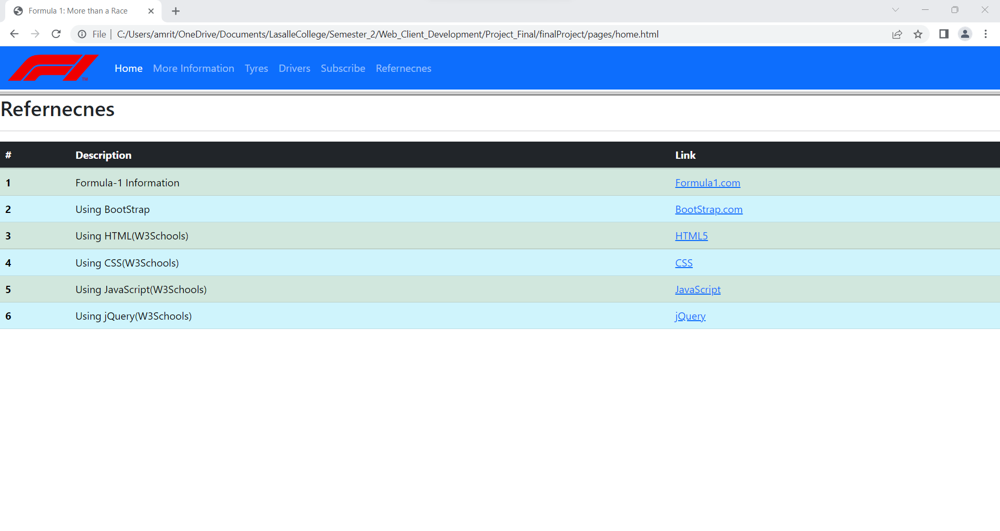 Formula 1: More than a Race
File | C:/Users/amrit/OneDrive/Documents/LasalleCollege/Semester_2/Web_Client_Development/Project_Final/finalProject/pages/home.html
F1 TM Home More Information Tyres Drivers Subscribe Refernecnes
Refernecnes
# Description Link
1 Formula-1 Information Formula1.com
2 Using BootStrap BootStrap.com
3 Using HTML(W3Schools) HTML5
4 Using CSS(W3Schools) CSS
5 Using JavaScript(W3Schools) JavaScript
6 Using jQuery(W3Schools) jQuery